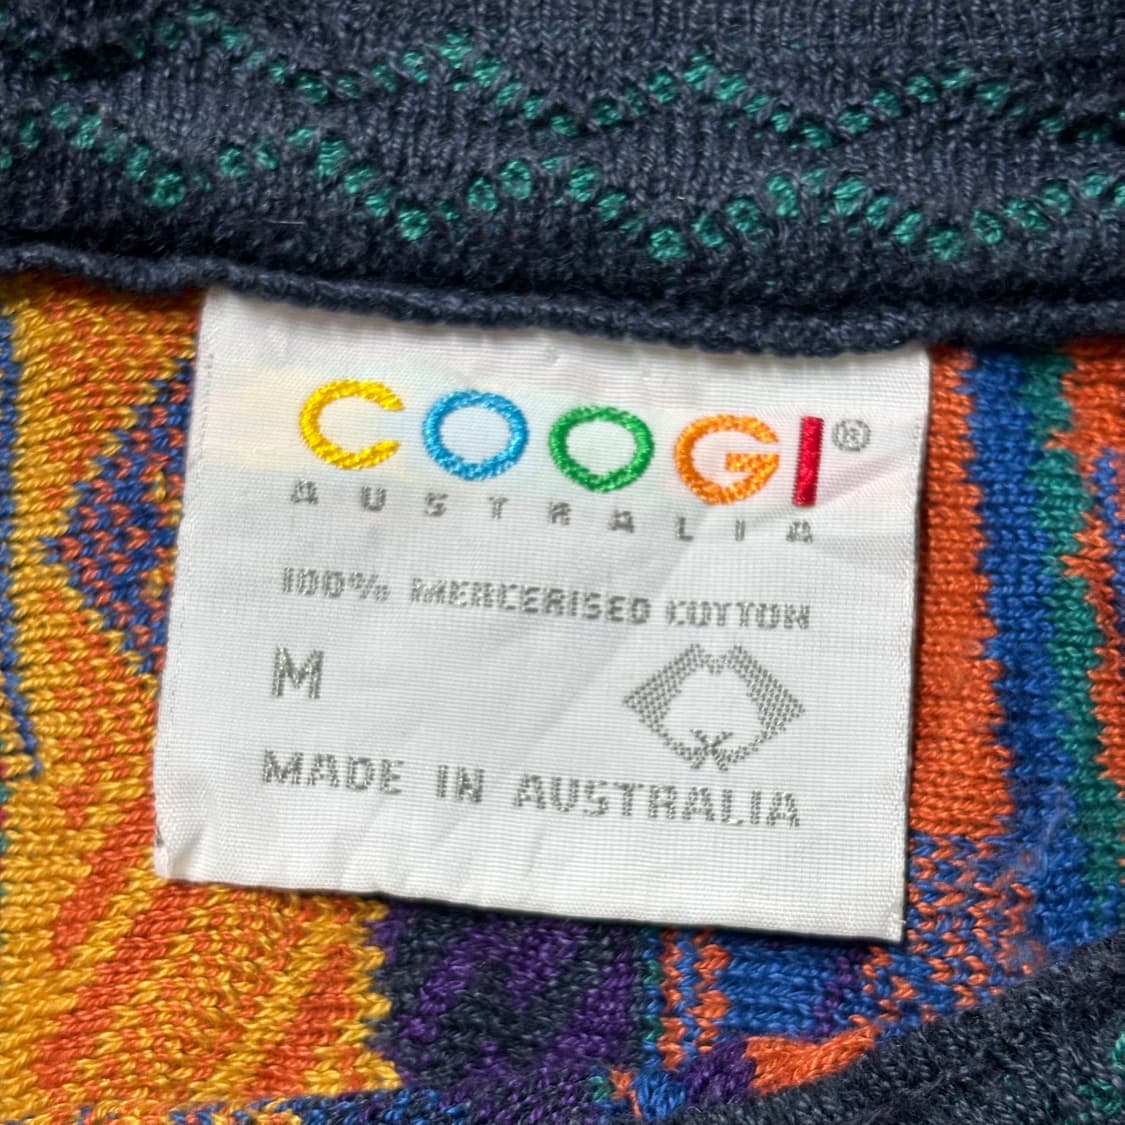 COOGI®
AUSTRALIA
100% MERCERISED COTTON
M
MADE IN AUSTRALIA